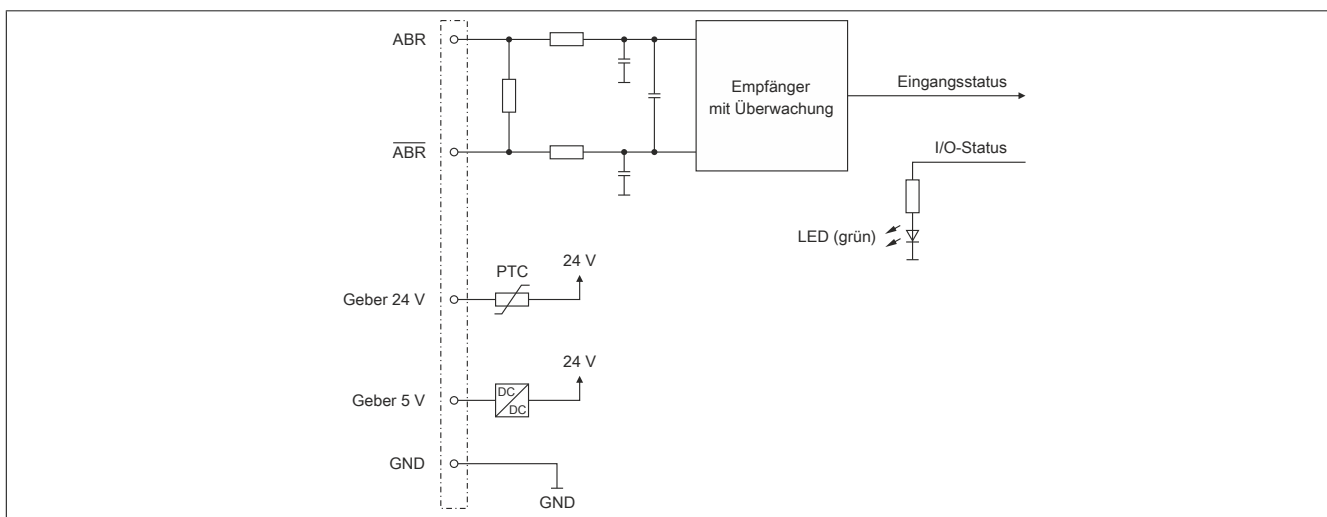 ABR
Empfänger
mit Überwachung
Eingangsstatus
ABR
I/O-Status
LED (grün)
PTC
24 V
Geber 24 V
24 V
Geber 5 V
DC
DC
GND
GND